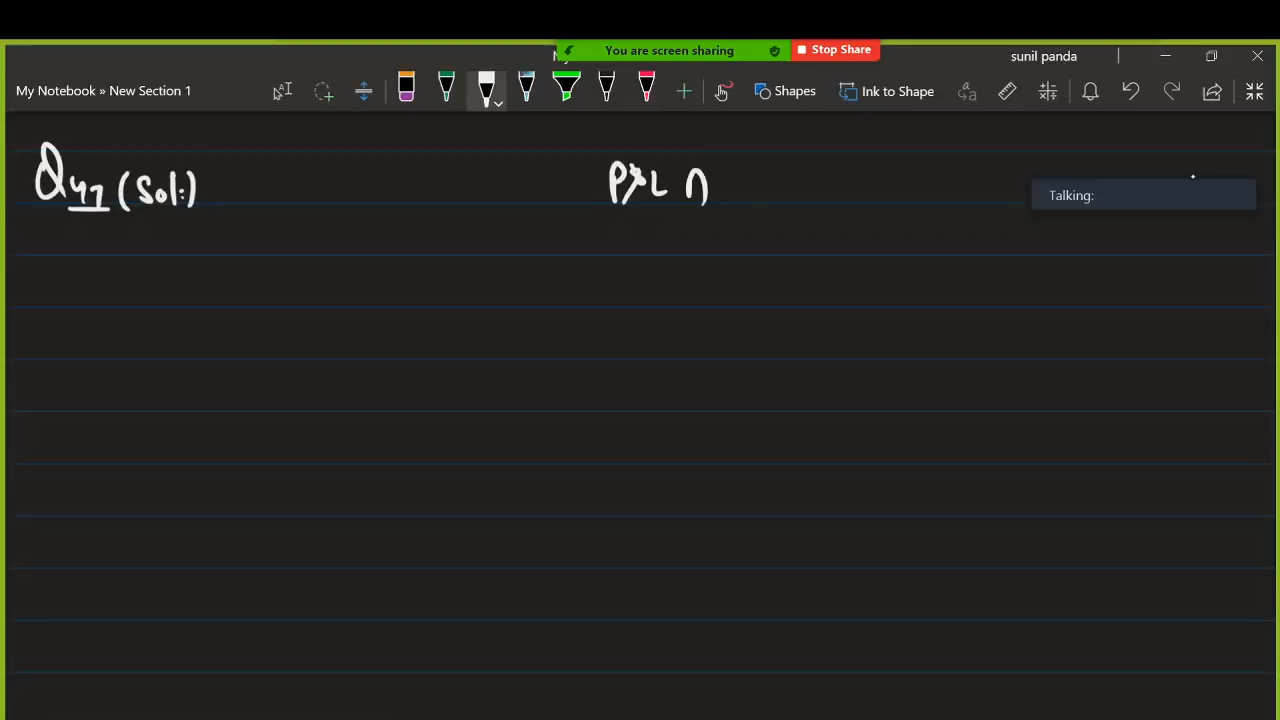 You are screen sharing
Stop Share
sunil panda
My Notebook » New Section 1
Shapes
Ink to Shape
Q47 (Sol:)
P&L
Talking: